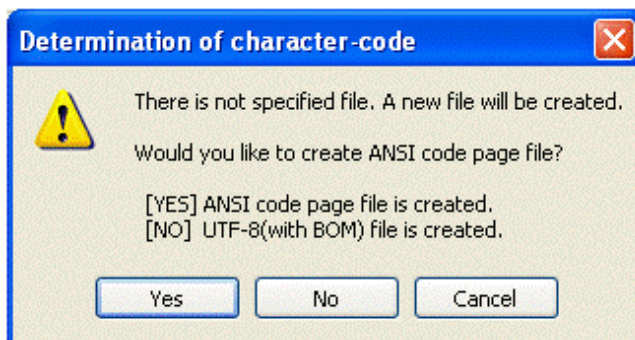 Determination of character-code
There is not specified file. A new file will be created.
Would you like to create ANSI code page file?
[YES] ANSI code page file is created.
[NO] UTF-8(with BOM) file is created.
Yes No Cancel